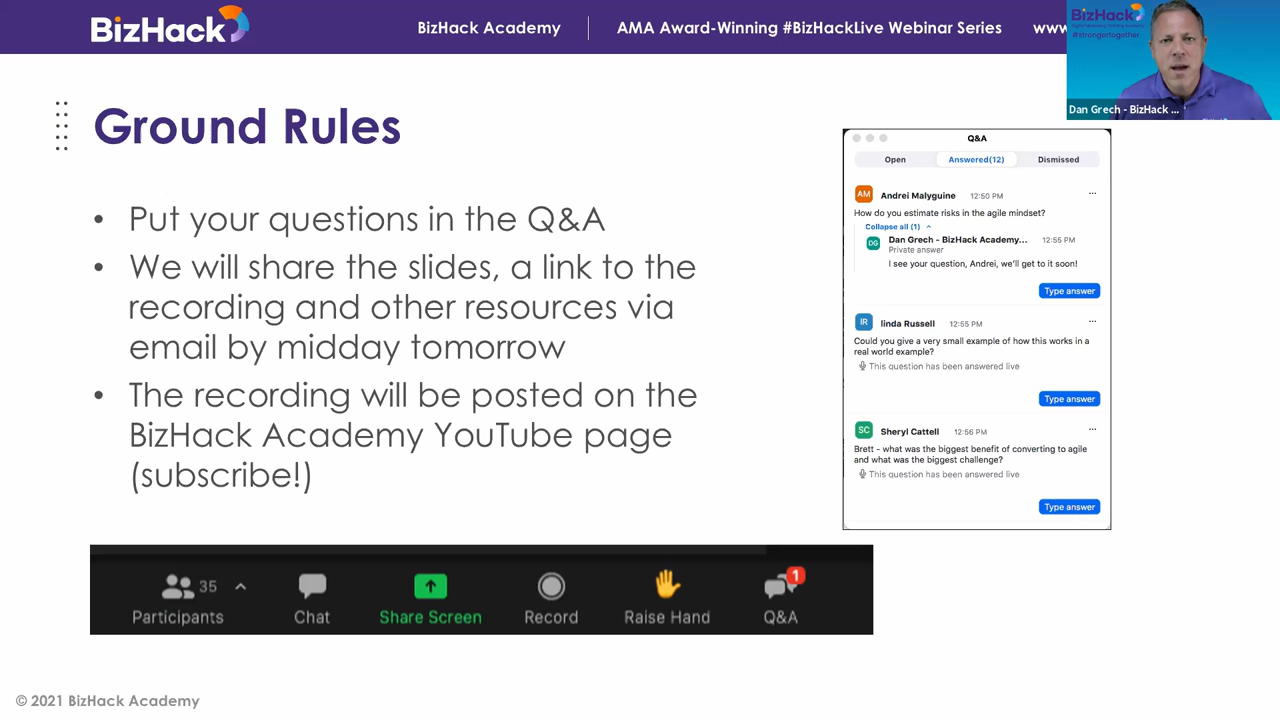 BizHack
BizHack Academy
AMA Award-Winning #BizHackLive Webinar Series
www
BizHack
#strongertogether
Dan Grech - BizHack ...
Ground Rules
• Put your questions in the Q&A
• We will share the slides, a link to the
recording and other resources via
email by midday tomorrow
• The recording will be posted on the
BizHack Academy YouTube page
(subscribe!)
Q&A
Open
Answered(12)
Dismissed
AM
Andrei Malyguine
12:50 PM
...
How do you estimate risks in the agile mindset?
Collapse all (1)
DG
Dan Grech - BizHack Academy...
12:55 PM
Private answer
I see your question, Andrei, we'll get to it soon!
Type answer
lR
linda Russell
12:55 PM
...
Could you give a very small example of how this works in a
real world example?
This question has been answered live
Type answer
SC
Sheryl Cattell
12:56 PM
...
Brett - what was the biggest benefit of converting to agile
and what was the biggest challenge?
This question has been answered live
Type answer
35
1
Participants
Chat
Share Screen
Record
Raise Hand
Q&A
© 2021 BizHack Academy